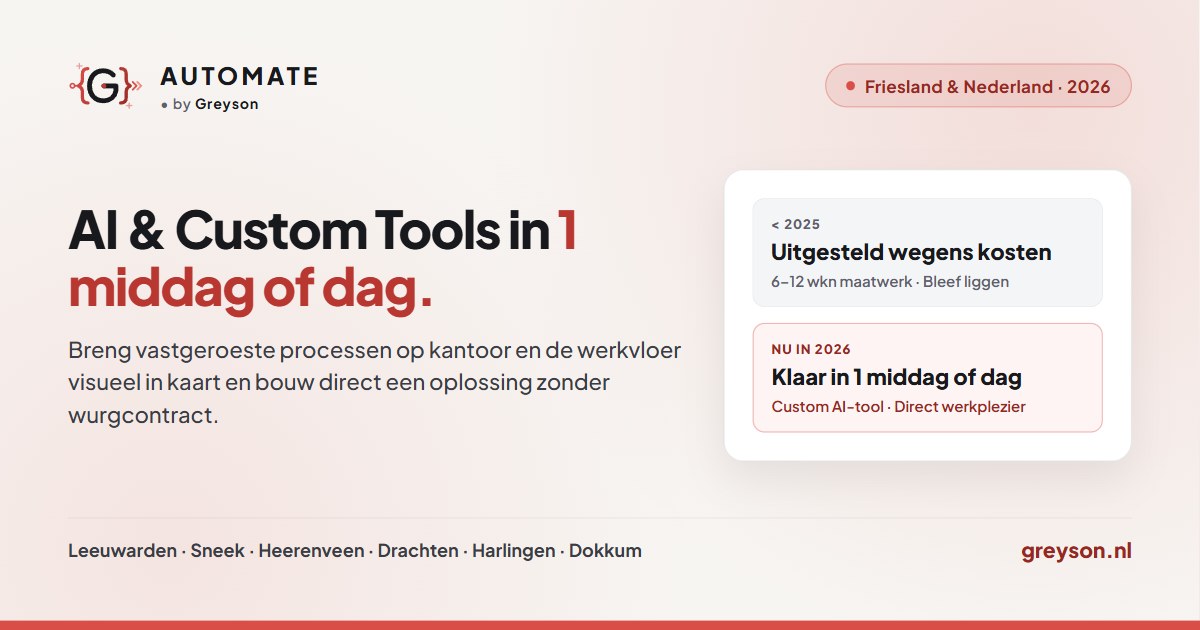 {G}
AUTOMATE
• by Greyson
Friesland & Nederland · 2026
AI & Custom Tools in 1
middag of dag.
Breng vastgeroeste processen op kantoor en de werkvloer
visueel in kaart en bouw direct een oplossing zonder
wurgcontract.
< 2025
Uitgesteld wegens kosten
6–12 wkn maatwerk · Bleef liggen
NU IN 2026
Klaar in 1 middag of dag
Custom AI-tool · Direct werkplezier
Leeuwarden · Sneek · Heerenveen · Drachten · Harlingen · Dokkum
greyson.nl